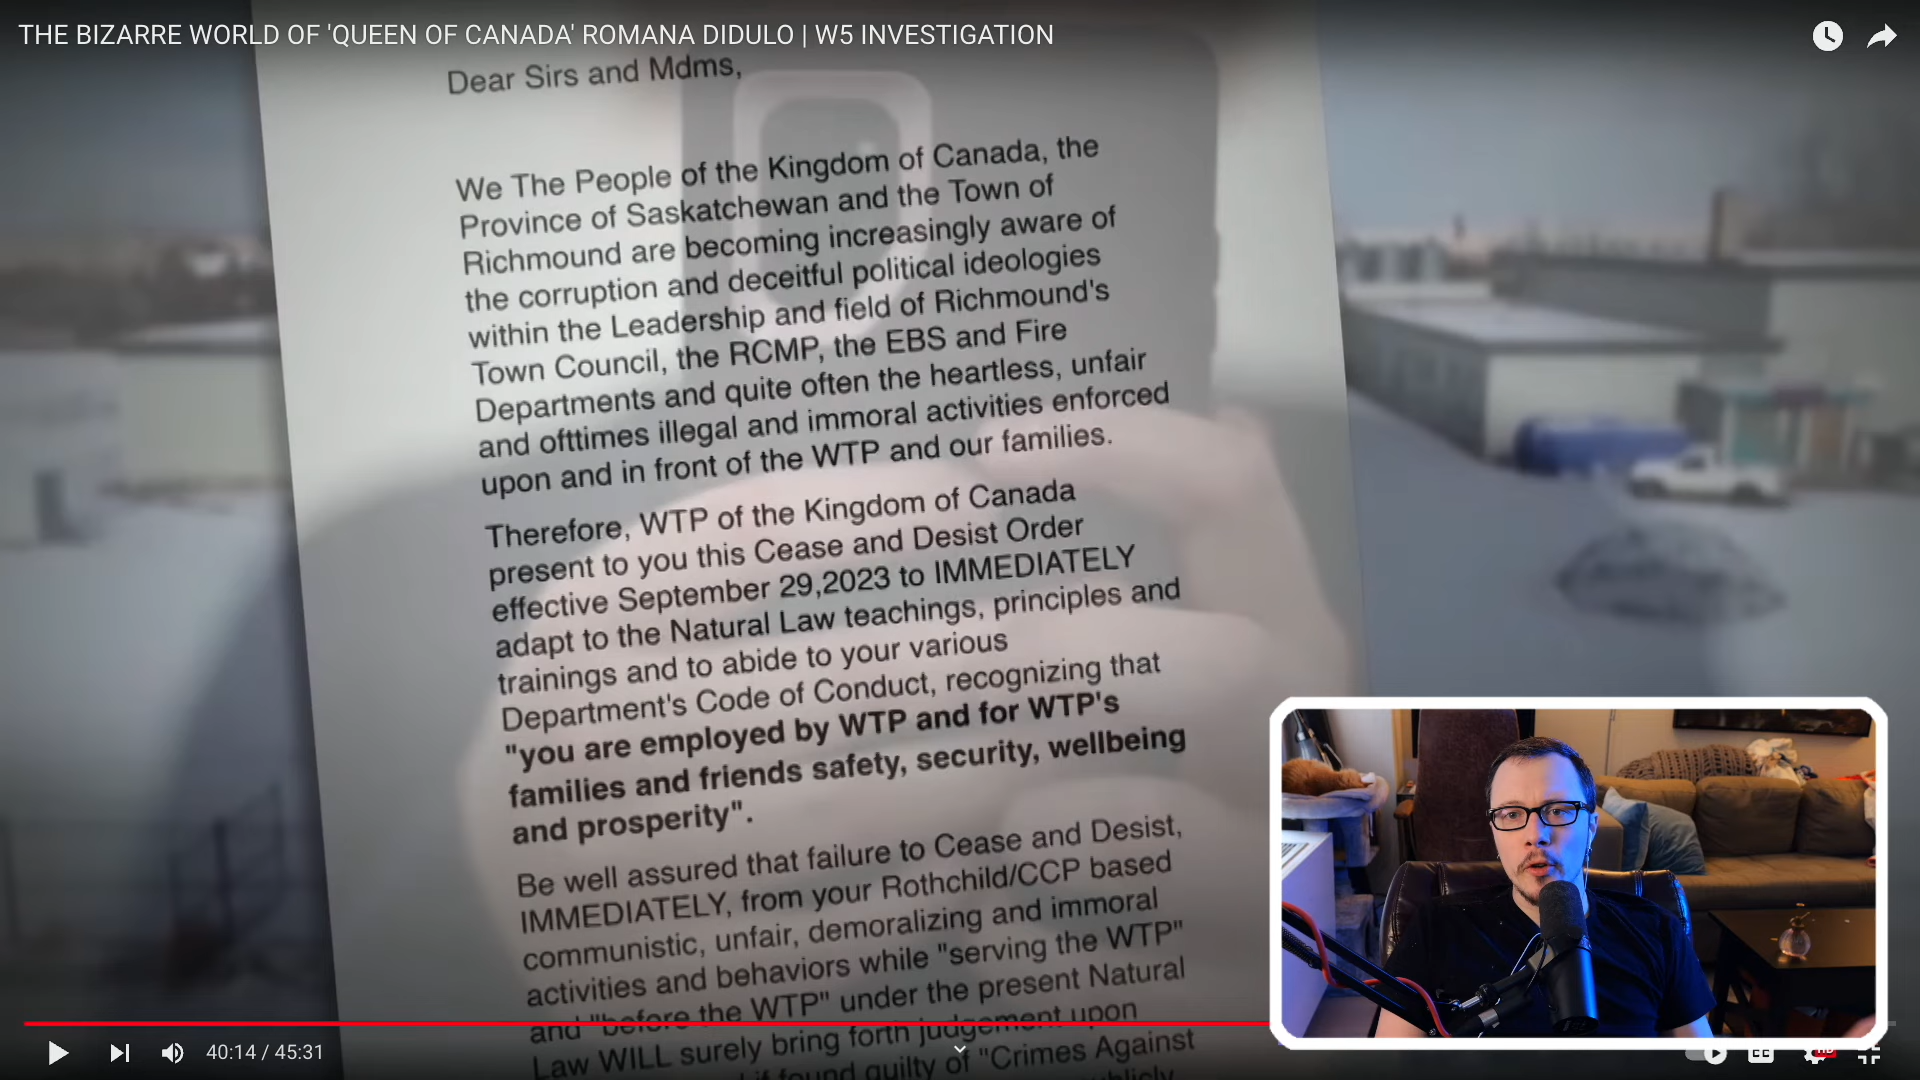 THE BIZARRE WORLD OF 'QUEEN OF CANADA' ROMANA DIDULO | W5 INVESTIGATION
Dear Sirs and Mdms,
We The People of the Kingdom of Canada, the
Province of Saskatchewan and the Town of
Richmound are becoming increasingly aware of
the corruption and deceitful political ideologies
within the Leadership and field of Richmound's
Town Council, the RCMP, the EBS and Fire
Departments and quite often the heartless, unfair
and ofttimes illegal and immoral activities enforced
upon and in front of the WTP and our families.
Therefore, WTP of the Kingdom of Canada
present to you this Cease and Desist Order
effective September 29,2023 to IMMEDIATELY
adapt to the Natural Law teachings, principles and
trainings and to abide to your various
Department's Code of Conduct, recognizing that
"you are employed by WTP and for WTP's
families and friends safety, security, wellbeing
and prosperity".
Be well assured that failure to Cease and Desist,
IMMEDIATELY, from your Rothchild/CCP based
communistic, unfair, demoralizing and immoral
activities and behaviors while "serving the WTP"
and "before the WTP" under the present Natural
Law WILL surely bring forth judgement upon
if found guilty of "Crimes Against
40:14 / 45:31
CC
HD